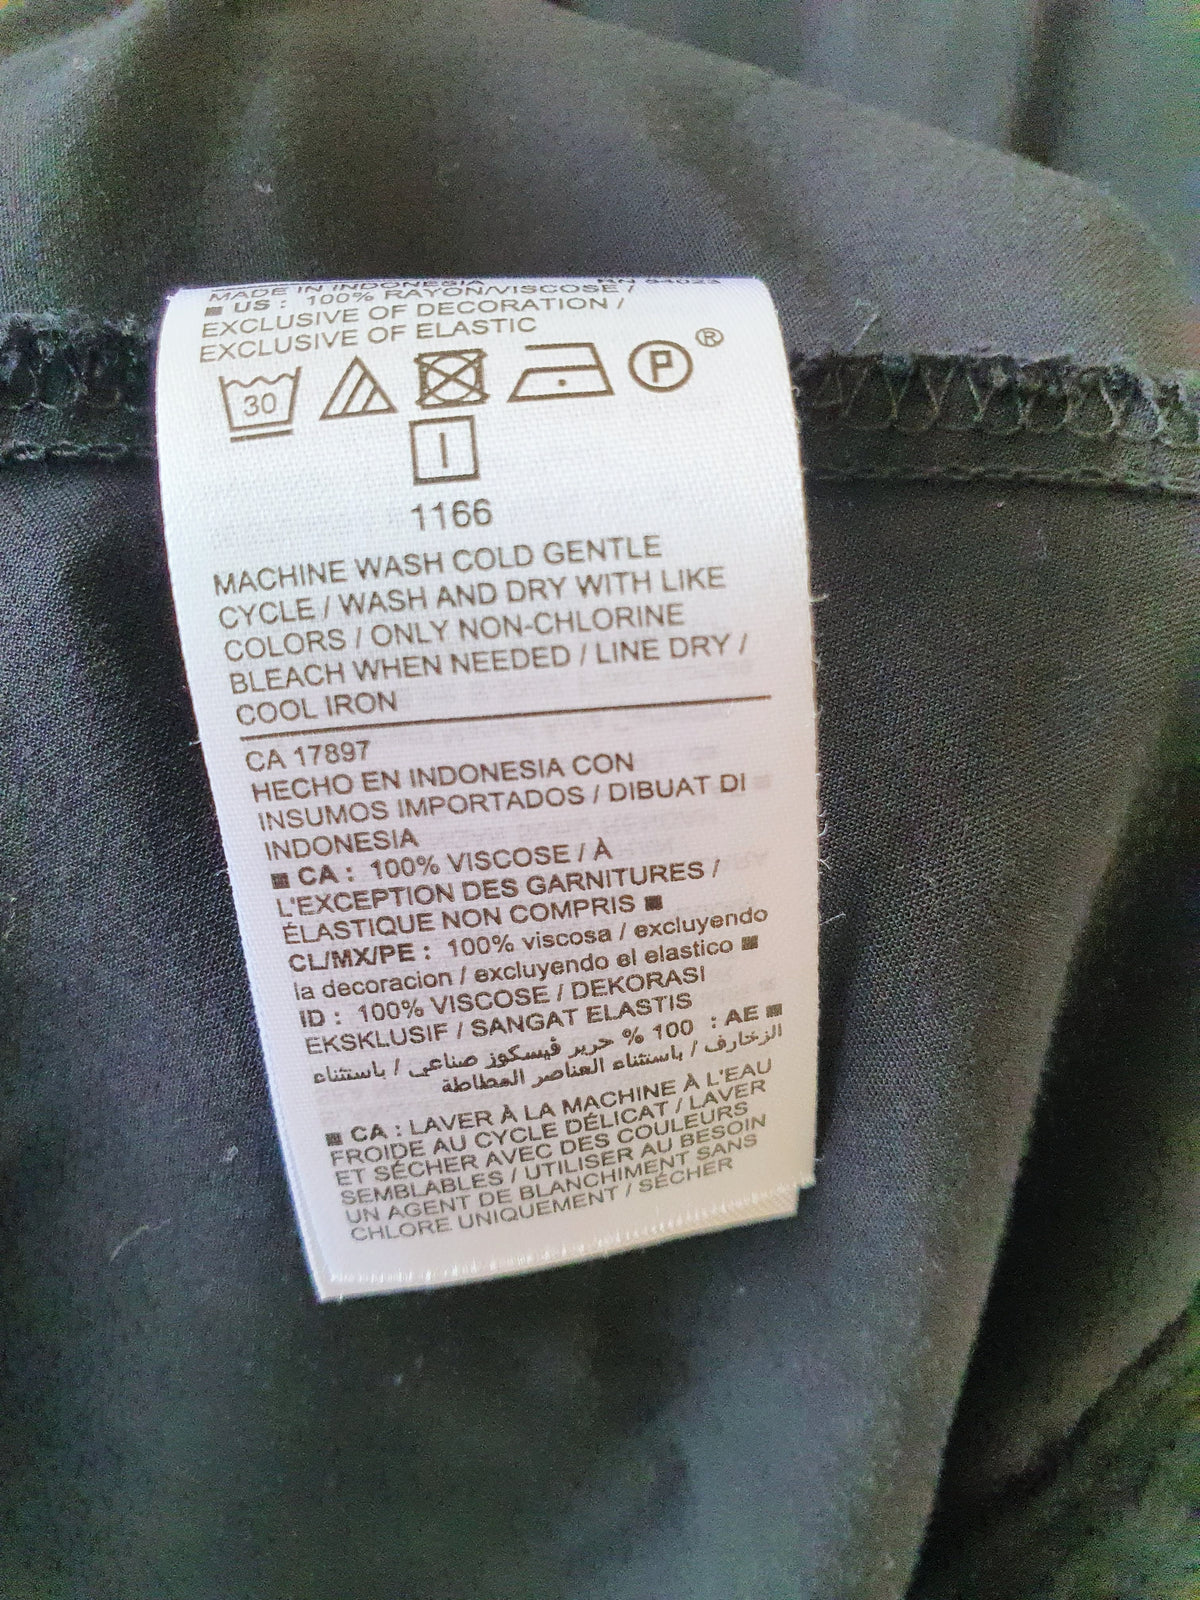 MADE IN INDONESIA RN 54023
■ US : 100% RAYON/VISCOSE /
EXCLUSIVE OF DECORATION /
EXCLUSIVE OF ELASTIC
30 P ®
1166
MACHINE WASH COLD GENTLE
CYCLE / WASH AND DRY WITH LIKE
COLORS / ONLY NON-CHLORINE
BLEACH WHEN NEEDED / LINE DRY /
COOL IRON
CA 17897
HECHO EN INDONESIA CON
INSUMOS IMPORTADOS / DIBUAT DI
INDONESIA
■ CA : 100% VISCOSE / À
L'EXCEPTION DES GARNITURES /
ÉLASTIQUE NON COMPRIS ■
CL/MX/PE : 100% viscosa / excluyendo
la decoracion / excluyendo el elastico ■
ID : 100% VISCOSE / DEKORASI
EKSKLUSIF / SANGAT ELASTIS
■ AE : 100 % حرير فيسكوز صناعي / باستثناء
الزخارف / باستثناء العناصر المطاطة
■ CA : LAVER À LA MACHINE À L'EAU
FROIDE AU CYCLE DÉLICAT / LAVER
ET SÉCHER AVEC DES COULEURS
SEMBLABLES / UTILISER AU BESOIN
UN AGENT DE BLANCHIMENT SANS
CHLORE UNIQUEMENT / SÉCHER